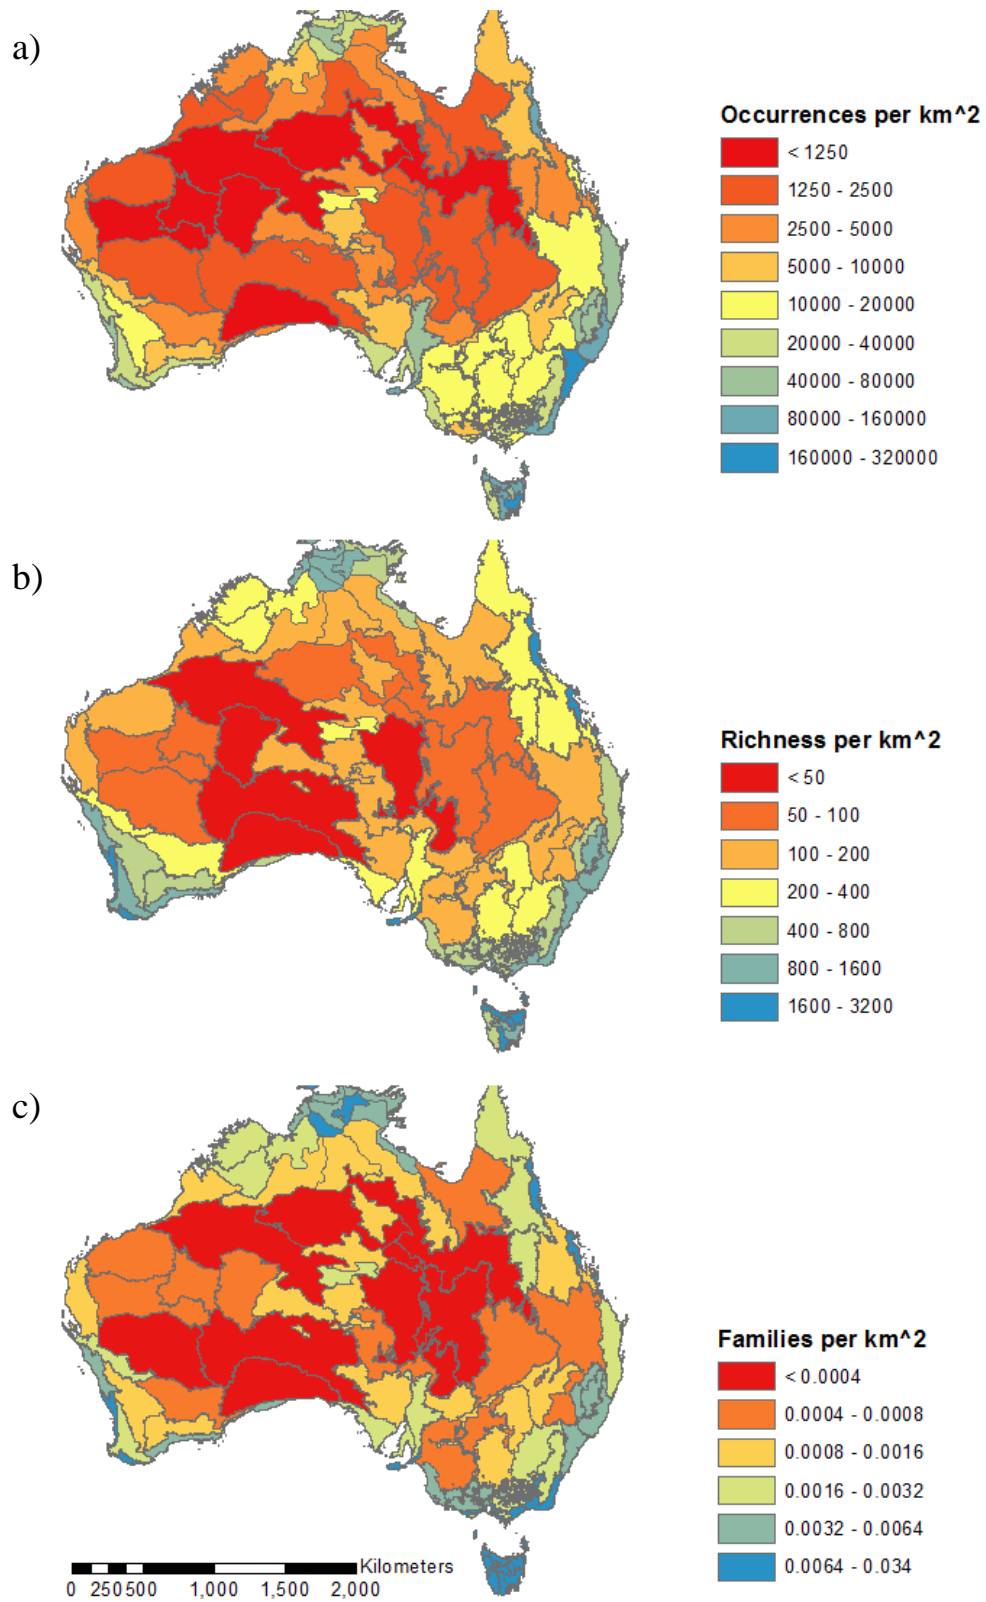 a)
Occurrences per km^2
< 1250
1250 - 2500
2500 - 5000
5000 - 10000
10000 - 20000
20000 - 40000
40000 - 80000
80000 - 160000
160000 - 320000
b)
Richness per km^2
< 50
50 - 100
100 - 200
200 - 400
400 - 800
800 - 1600
1600 - 3200
c)
Families per km^2
< 0.0004
0.0004 - 0.0008
0.0008 - 0.0016
0.0016 - 0.0032
0.0032 - 0.0064
0.0064 - 0.034
Kilometers
0 250 500 1,000 1,500 2,000